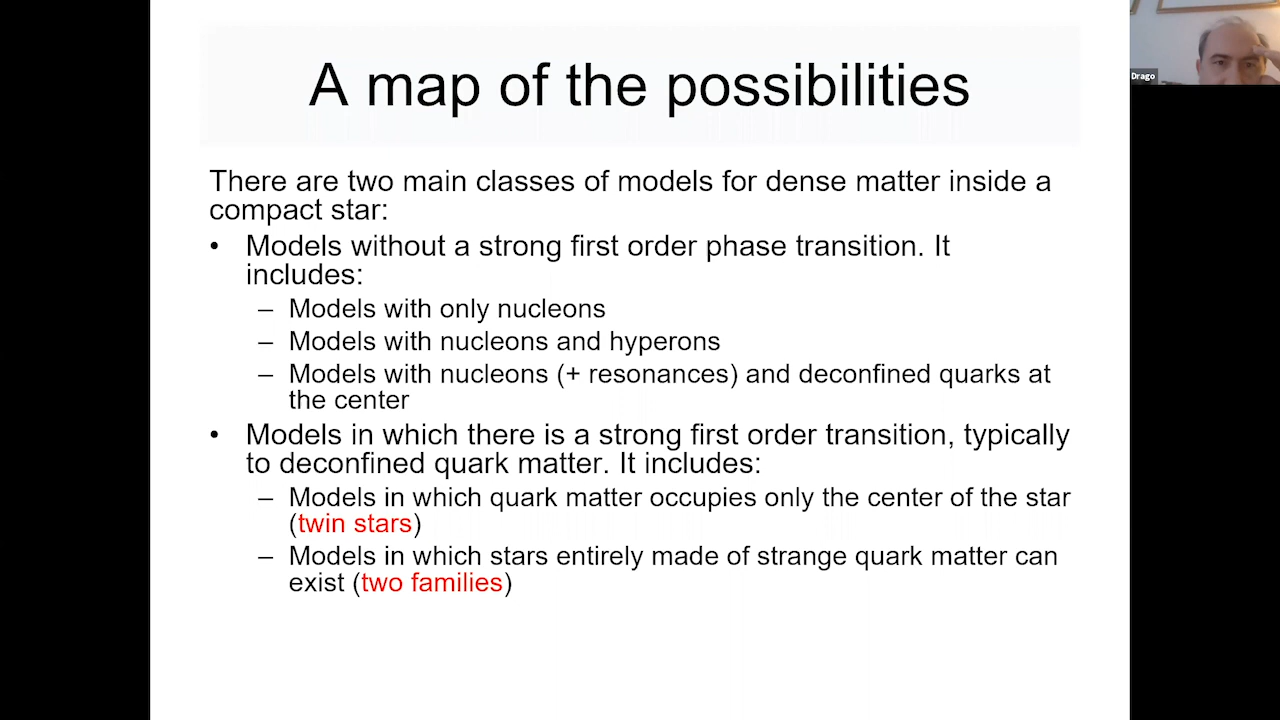 A map of the possibilities
Drago
There are two main classes of models for dense matter inside a
compact star:
• Models without a strong first order phase transition. It
includes:
– Models with only nucleons
– Models with nucleons and hyperons
– Models with nucleons (+ resonances) and deconfined quarks at
the center
• Models in which there is a strong first order transition, typically
to deconfined quark matter. It includes:
– Models in which quark matter occupies only the center of the star
(twin stars)
– Models in which stars entirely made of strange quark matter can
exist (two families)